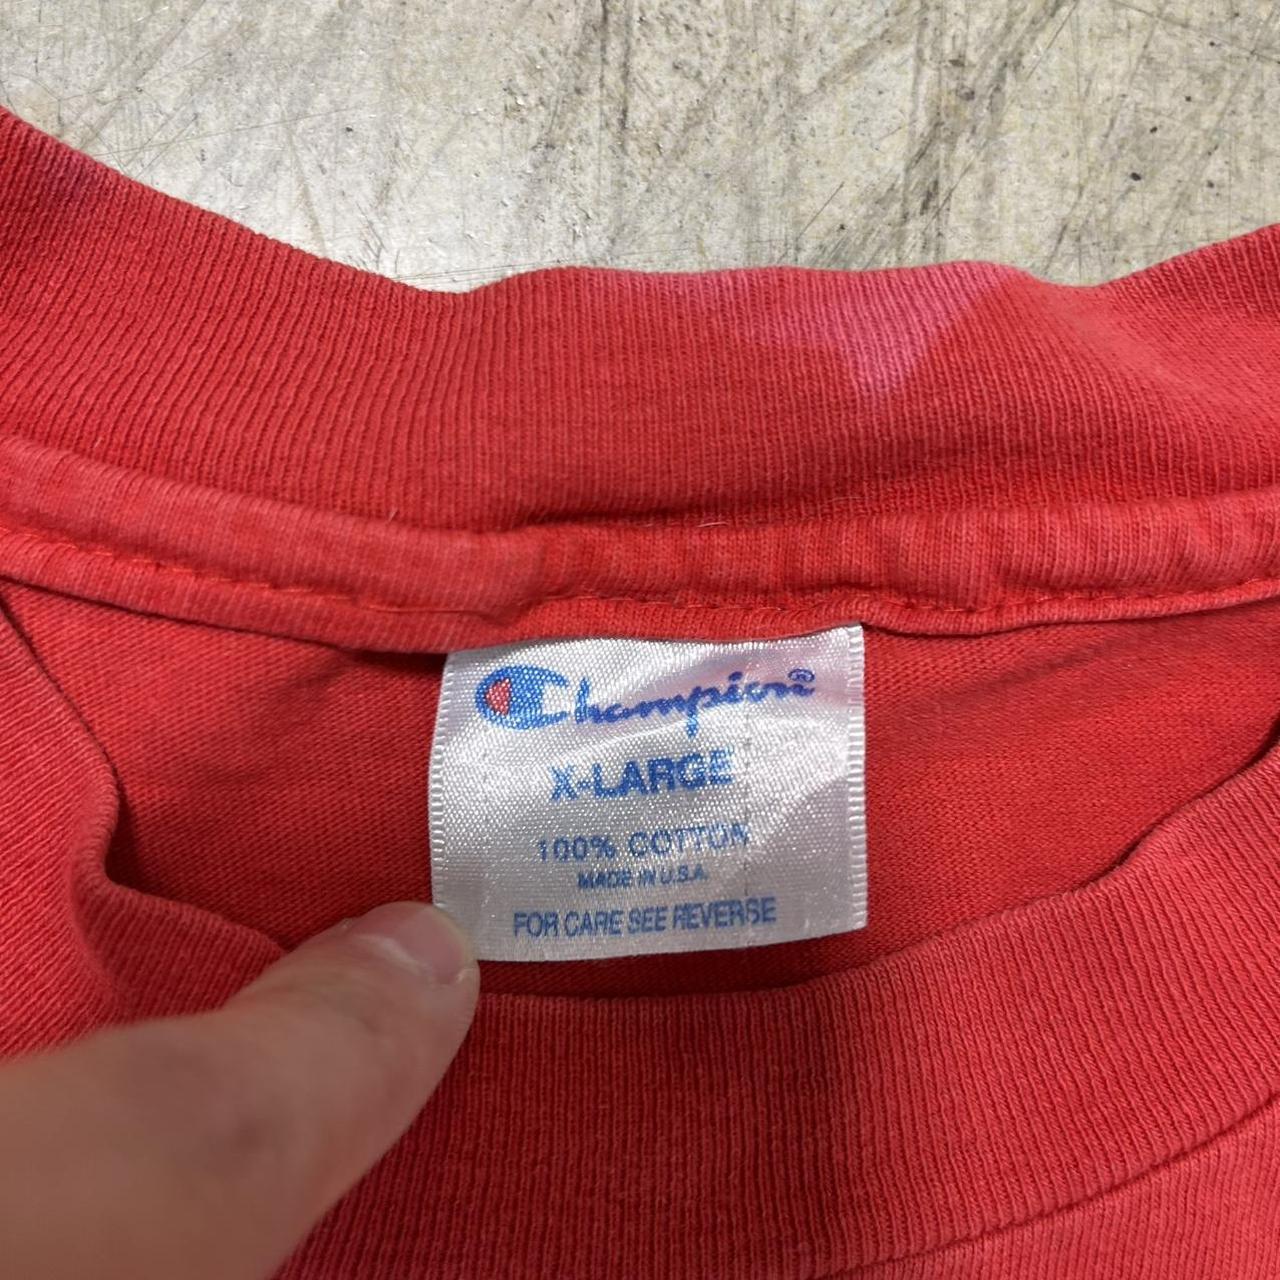 Champion®
X-LARGE
100% COTTON
MADE IN U.S.A.
FOR CARE SEE REVERSE